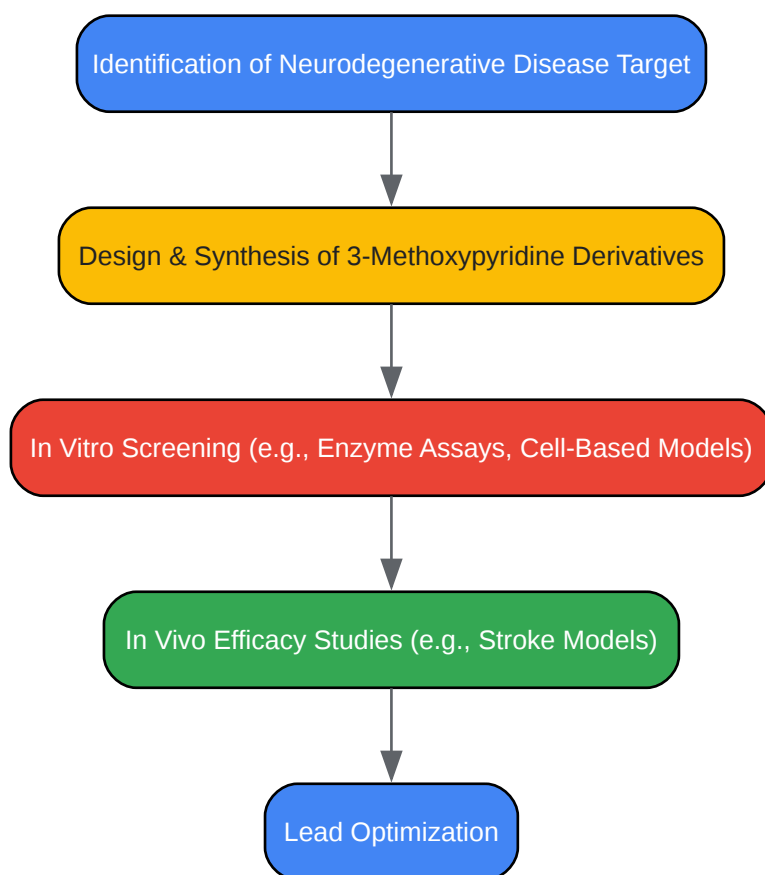 Identification of Neurodegenerative Disease Target
Design & Synthesis of 3-Methoxypyridine Derivatives
In Vitro Screening (e.g., Enzyme Assays, Cell-Based Models)
In Vivo Efficacy Studies (e.g., Stroke Models)
Lead Optimization